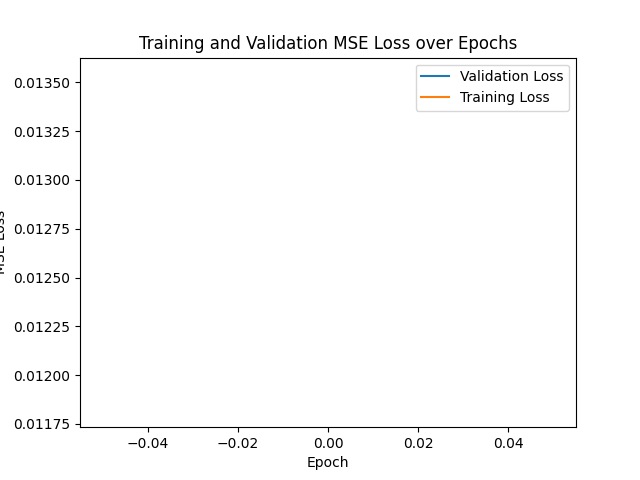 Training and Validation MSE Loss over Epochs
Validation Loss
Training Loss
0.01350
0.01325
0.01300
0.01275
0.01250
0.01225
0.01200
0.01175
MSE Loss
−0.04 −0.02 0.00 0.02 0.04
Epoch